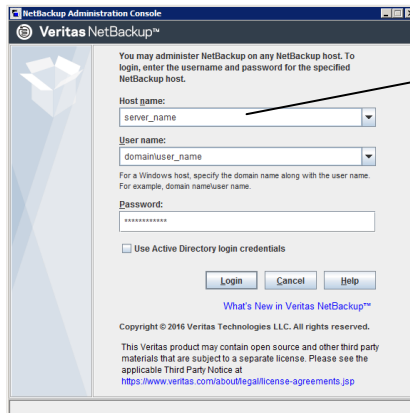 NetBackup Administration Console
Veritas NetBackup™
You may administer NetBackup on any NetBackup host. To
login, enter the username and password for the specified
NetBackup host.
Host name:
server_name
User name:
domain\user_name
For a Windows host, specify the domain name along with the user name.
For example, domain name\user name.
Password:
************
Use Active Directory login credentials
Login Cancel Help
What's New in Veritas NetBackup™
Copyright © 2016 Veritas Technologies LLC. All rights reserved.
This Veritas product may contain open source and other third party
materials that are subject to a separate license. Please see the
applicable Third Party Notice at
https://www.veritas.com/about/legal/license-agreements.jsp